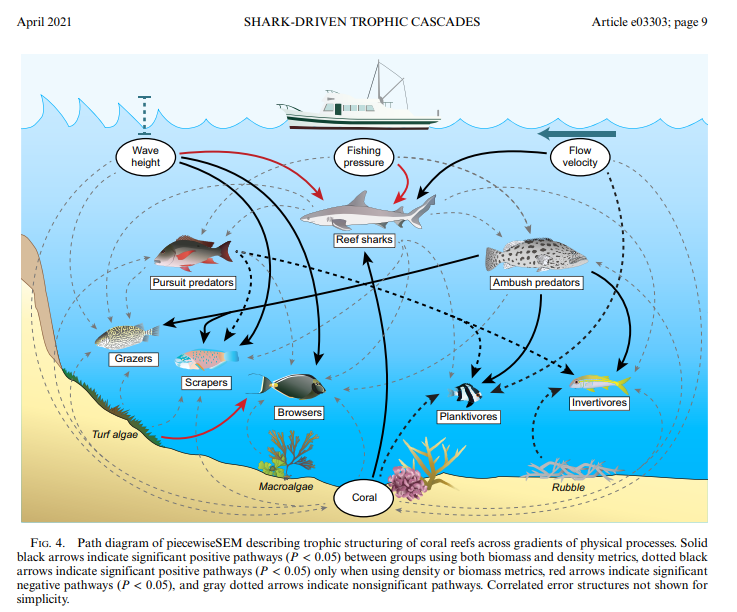 April 2021
SHARK-DRIVEN TROPHIC CASCADES
Article e03303; page 9
Wave
height
Fishing
pressure
Flow
velocity
Reef sharks
Pursuit predators
Ambush predators
Grazers
Scrapers
Browsers
Planktivores
Invertivores
Turf algae
Macroalgae
Coral
Rubble
FIG. 4. Path diagram of piecewiseSEM describing trophic structuring of coral reefs across gradients of physical processes. Solid
black arrows indicate significant positive pathways (P < 0.05) between groups using both biomass and density metrics, dotted black
arrows indicate significant positive pathways (P < 0.05) only when using density or biomass metrics, red arrows indicate significant
negative pathways (P < 0.05), and gray dotted arrows indicate nonsignificant pathways. Correlated error structures not shown for
simplicity.